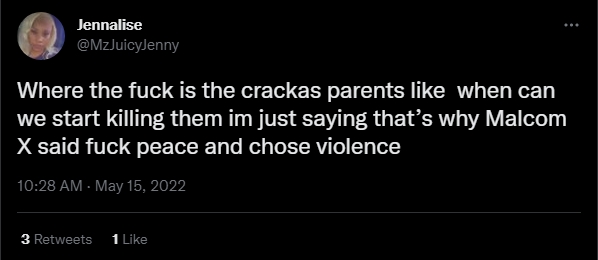 Jennalise
@MzJuicyJenny
Where the fuck is the crackas parents like  when can
we start killing them im just saying that’s why Malcom
X said fuck peace and chose violence
10:28 AM · May 15, 2022
3 Retweets 1 Like